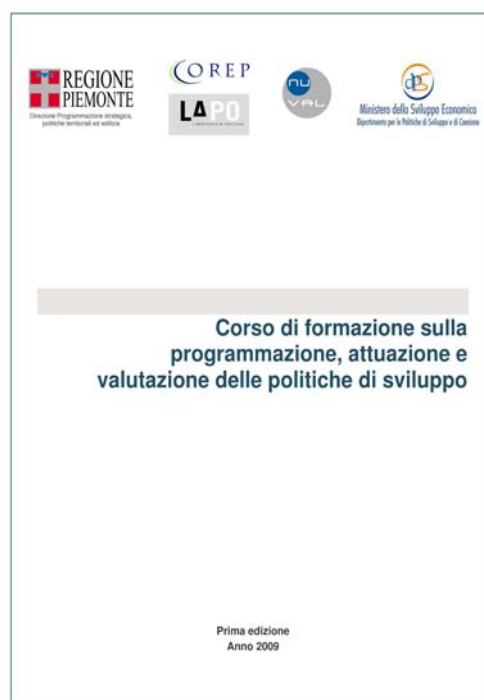 REGIONE
PIEMONTE
Direzione Programmazione strategica,
politiche territoriali ed edilizia
COREP
LAPO
nu
VAL
dps
Ministero dello Sviluppo Economico
Dipartimento per le Politiche di Sviluppo e di Coesione
Corso di formazione sulla
programmazione, attuazione e
valutazione delle politiche di sviluppo
Prima edizione
Anno 2009